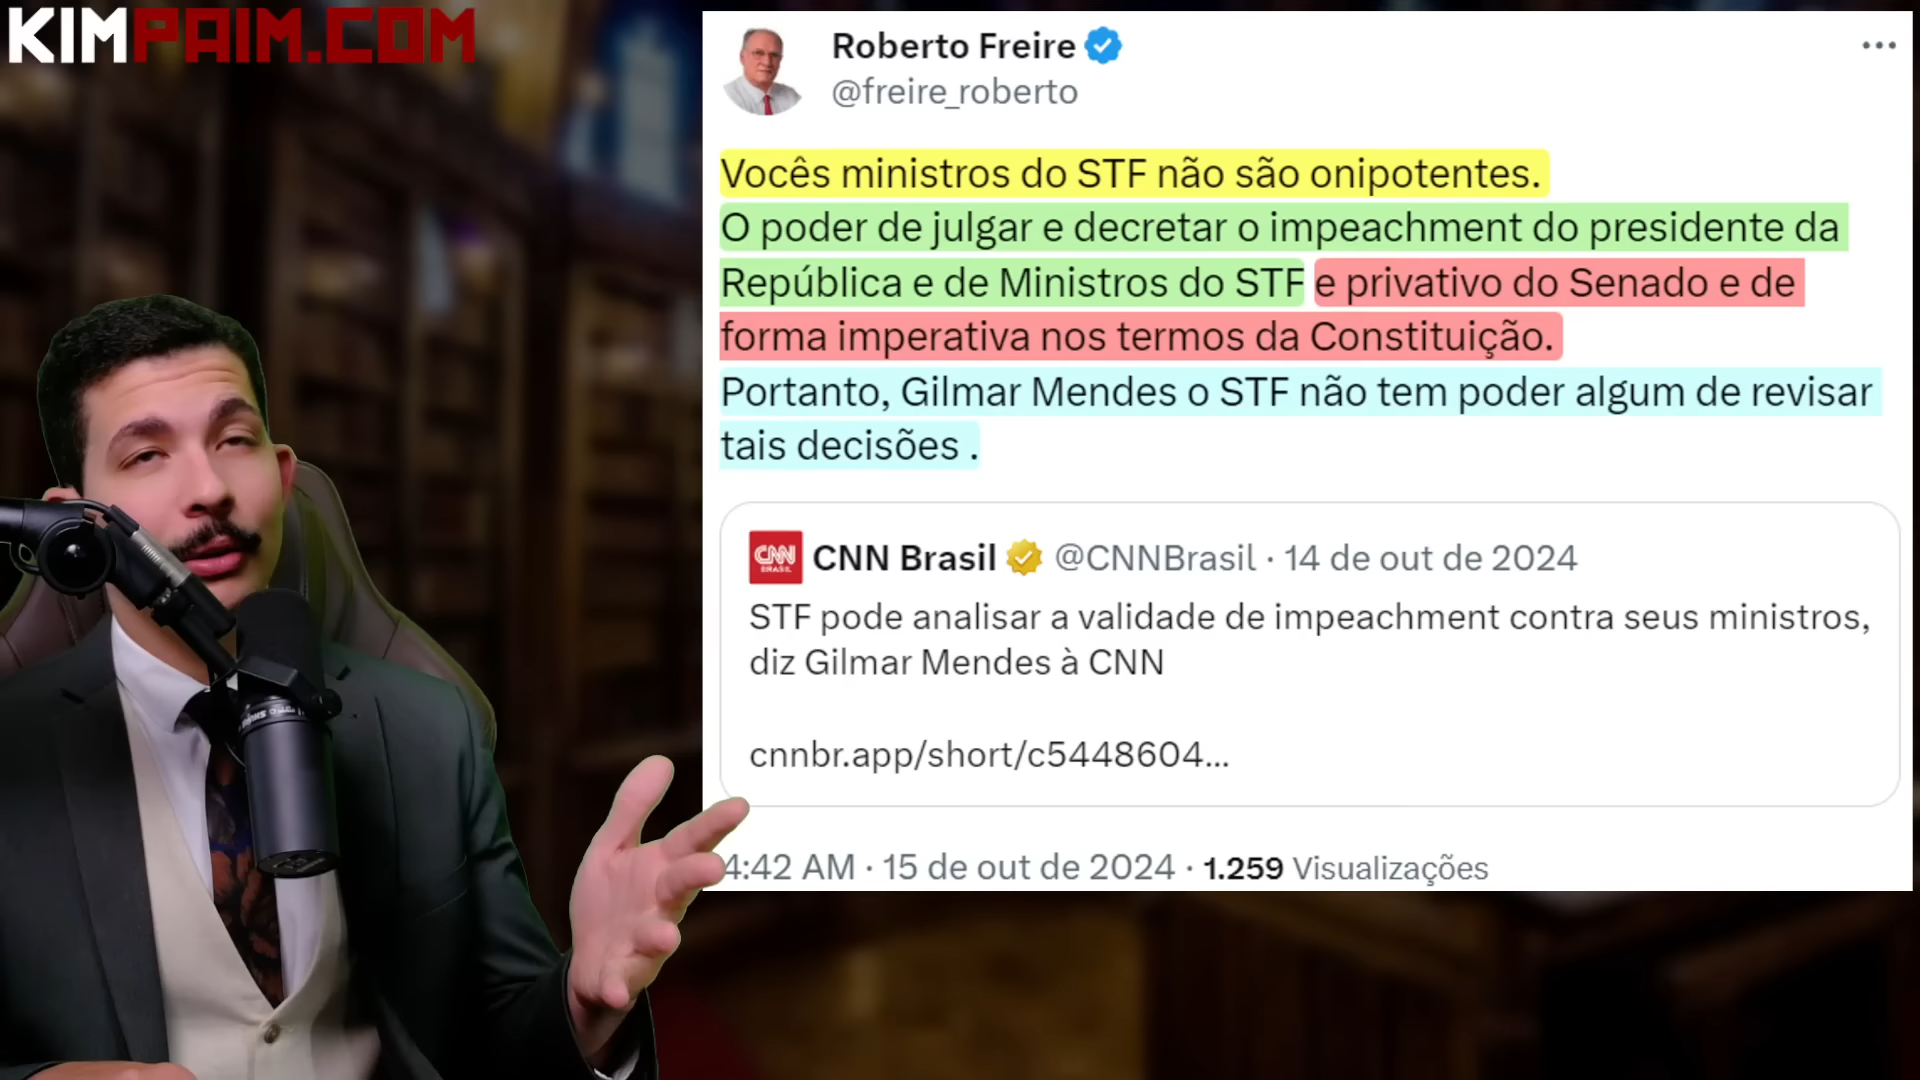 KIMPAIM.COM
Roberto Freire
@freire_roberto
Vocês ministros do STF não são onipotentes.
O poder de julgar e decretar o impeachment do presidente da
República e de Ministros do STF e privativo do Senado e de
forma imperativa nos termos da Constituição.
Portanto, Gilmar Mendes o STF não tem poder algum de revisar
tais decisões .
CNN Brasil @CNNBrasil · 14 de out de 2024
CNN
BRASIL
STF pode analisar a validade de impeachment contra seus ministros,
diz Gilmar Mendes à CNN
cnnbr.app/short/c5448604...
4:42 AM · 15 de out de 2024 · 1.259 Visualizações